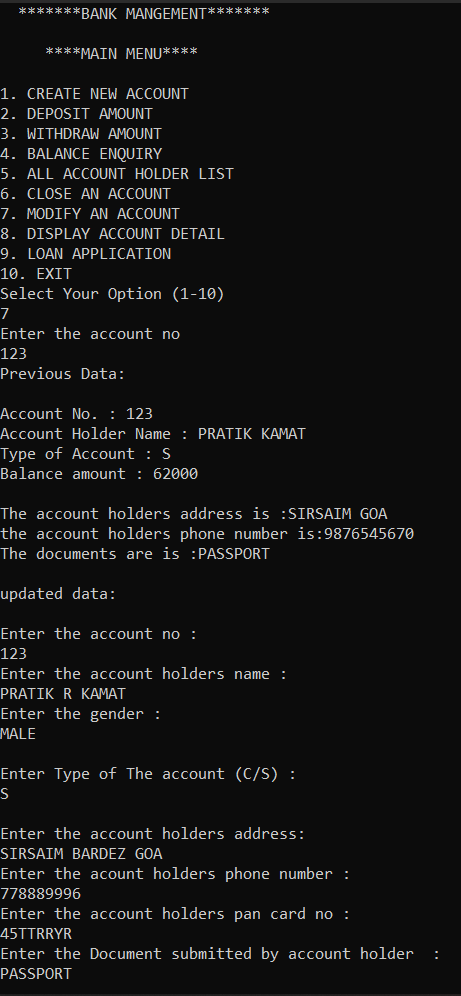 *******BANK MANGEMENT*******
****MAIN MENU****
1. CREATE NEW ACCOUNT
2. DEPOSIT AMOUNT
3. WITHDRAW AMOUNT
4. BALANCE ENQUIRY
5. ALL ACCOUNT HOLDER LIST
6. CLOSE AN ACCOUNT
7. MODIFY AN ACCOUNT
8. DISPLAY ACCOUNT DETAIL
9. LOAN APPLICATION
10. EXIT
Select Your Option (1-10)
7
Enter the account no
123
Previous Data:
Account No. : 123
Account Holder Name : PRATIK KAMAT
Type of Account : S
Balance amount : 62000
The account holders address is :SIRSAIM GOA
the account holders phone number is:9876545670
The documents are is :PASSPORT
updated data:
Enter the account no :
123
Enter the account holders name :
PRATIK R KAMAT
Enter the gender :
MALE
Enter Type of The account (C/S) :
S
Enter the account holders address:
SIRSAIM BARDEZ GOA
Enter the acount holders phone number :
778889996
Enter the account holders pan card no :
45TTRRYR
Enter the Document submitted by account holder  :
PASSPORT